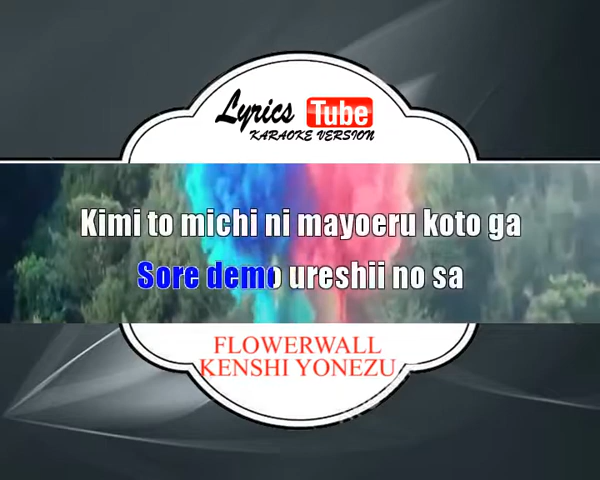 Lyrics Tube
KARAOKE VERSION
Kimi to michi ni mayoeru koto ga
Sore demo ureshii no sa
FLOWERWALL
KENSHI YONEZU